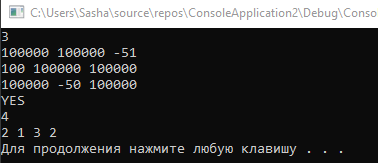 C:\Users\Sasha\source\repos\ConsoleApplication2\Debug\Conso
3
100000 100000 -51
100 100000 100000
100000 -50 100000
YES
4
2 1 3 2
Для продолжения нажмите любую клавишу . . .